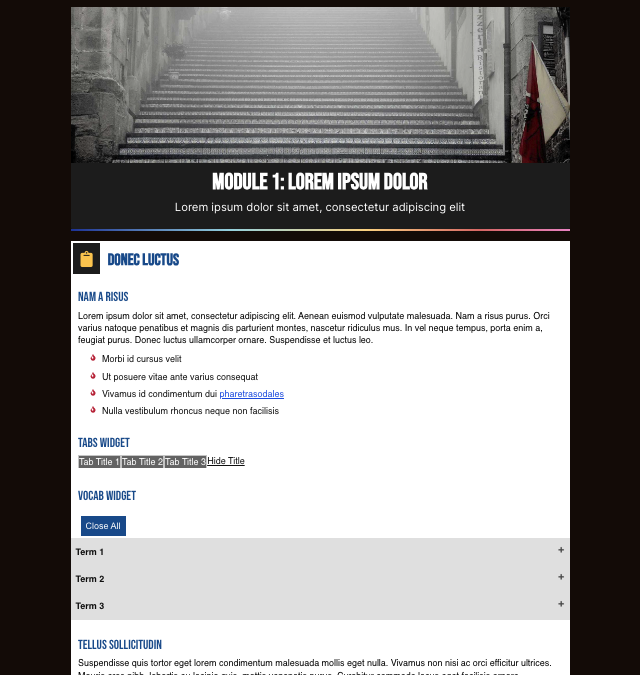 MODULE 1: LOREM IPSUM DOLOR
Lorem ipsum dolor sit amet, consectetur adipiscing elit
DONEC LUCTUS
NAM A RISUS
Lorem ipsum dolor sit amet, consectetur adipiscing elit. Aenean euismod vulputate malesuada. Nam a risus purus. Orci
varius natoque penatibus et magnis dis parturient montes, nascetur ridiculus mus. In vel neque tempus, porta enim a,
feugiat purus. Donec luctus ullamcorper ornare. Suspendisse et luctus leo.
Morbi id cursus velit
Ut posuere vitae ante varius consequat
Vivamus id condimentum dui pharetrasodales
Nulla vestibulum rhoncus neque non facilisis
TABS WIDGET
Tab Title 1 Tab Title 2 Tab Title 3 Hide Title
VOCAB WIDGET
Close All
Term 1 +
Term 2 +
Term 3 +
TELLUS SOLLICITUDIN
Suspendisse quis tortor eget lorem condimentum malesuada mollis eget nulla. Vivamus non nisi ac orci efficitur ultrices.